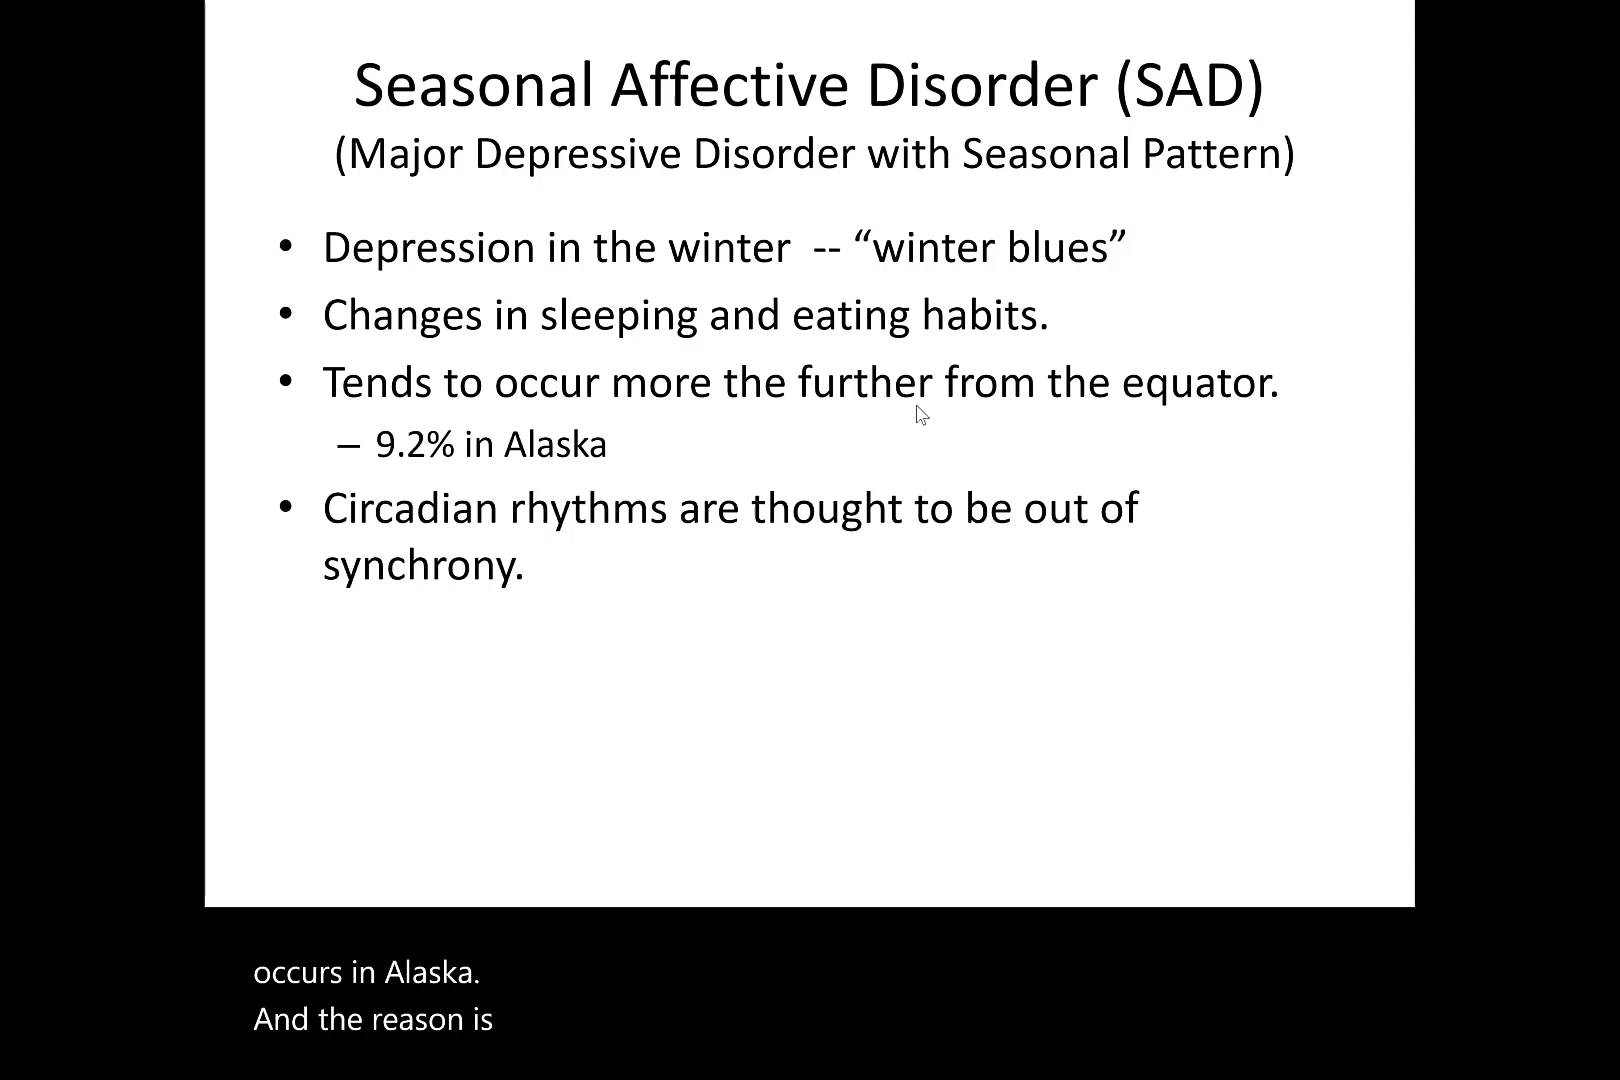 Seasonal Affective Disorder (SAD)
(Major Depressive Disorder with Seasonal Pattern)
• Depression in the winter -- “winter blues”
• Changes in sleeping and eating habits.
• Tends to occur more the further from the equator.
– 9.2% in Alaska
• Circadian rhythms are thought to be out of
synchrony.
occurs in Alaska.
And the reason is